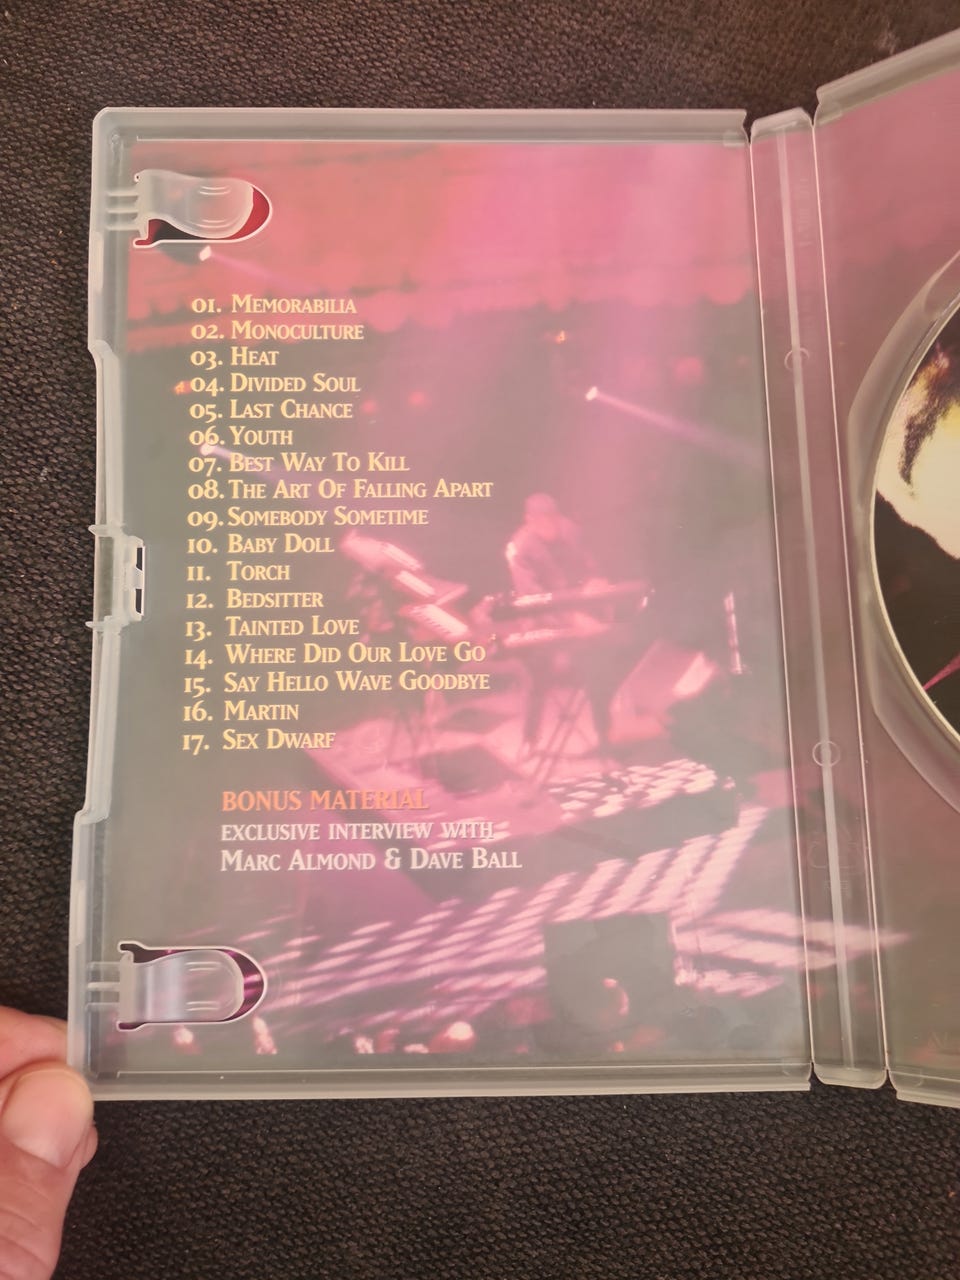 01. Memorabilia
02. Monoculture
03. Heat
04. Divided Soul
05. Last Chance
06. Youth
07. Best Way To Kill
08. The Art Of Falling Apart
09. Somebody Sometime
10. Baby Doll
11. Torch
12. Bedsitter
13. Tainted Love
14. Where Did Our Love Go
15. Say Hello Wave Goodbye
16. Martin
17. Sex Dwarf
BONUS MATERIAL
EXCLUSIVE INTERVIEW WITH
Marc Almond & Dave Ball